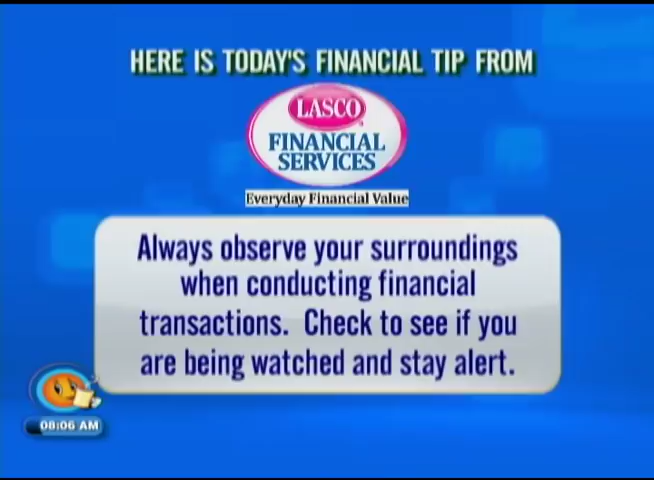 HERE IS TODAY'S FINANCIAL TIP FROM
LASCO
FINANCIAL
SERVICES
Everyday Financial Value
Always observe your surroundings
when conducting financial
transactions. Check to see if you
are being watched and stay alert.
08:06 AM